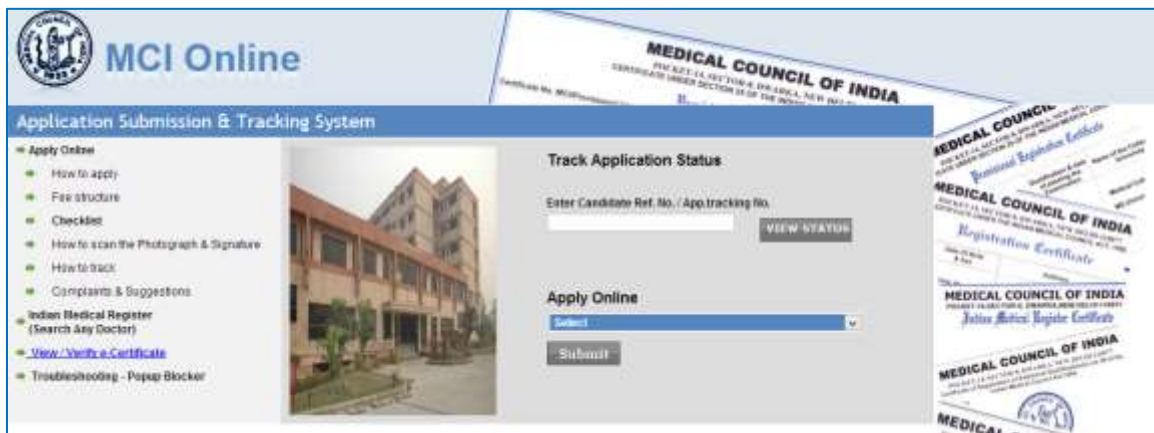 MCI Online
MEDICAL COUNCIL OF INDIA
Application Submission & Tracking System
Apply Online
How to apply
Fee structure
Checklist
How to scan the Photograph & Signature
How to track
Complaints & Suggestions
Indian Medical Register
(Search Any Doctor)
View / Verify e-Certificate
Troubleshooting - Popup Blocker
Track Application Status
Enter Candidate Ref. No. / App.tracking No.
VIEW STATUS
Apply Online
Select
Submit
MEDICAL COUNCIL
Provisional Registration Certificate
MEDICAL COUNCIL OF INDIA
Registration Certificate
MEDICAL COUNCIL OF INDIA
Indian Medical Register Certificate
MEDICAL COUNCIL OF INDIA